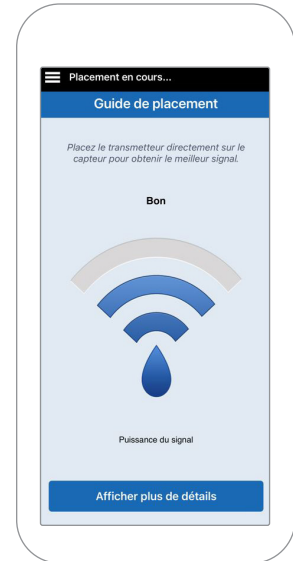 Placement en cours...
Guide de placement
Placez le transmetteur directement sur le
capteur pour obtenir le meilleur signal.
Bon
Puissance du signal
Afficher plus de détails